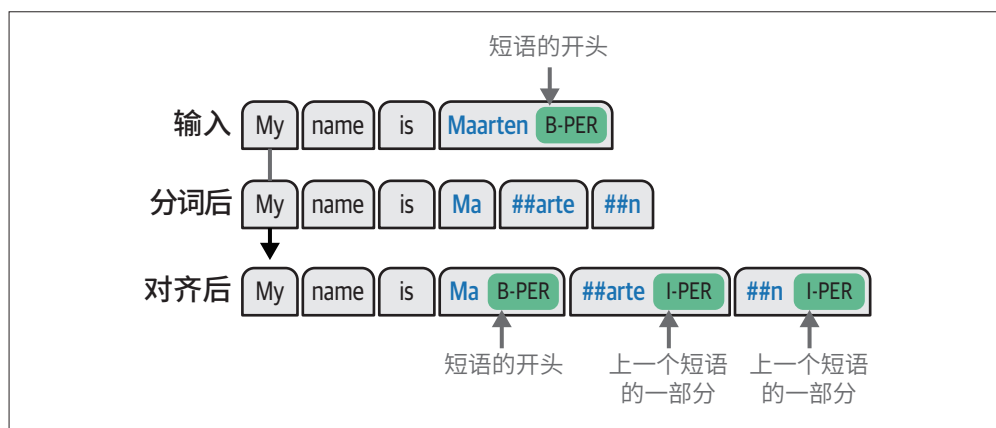 短语的开头
输入 My name is Maarten B-PER
分词后 My name is Ma ##arte ##n
对齐后 My name is Ma B-PER ##arte I-PER ##n I-PER
短语的开头 上一个短语 上一个短语
的一部分 的一部分